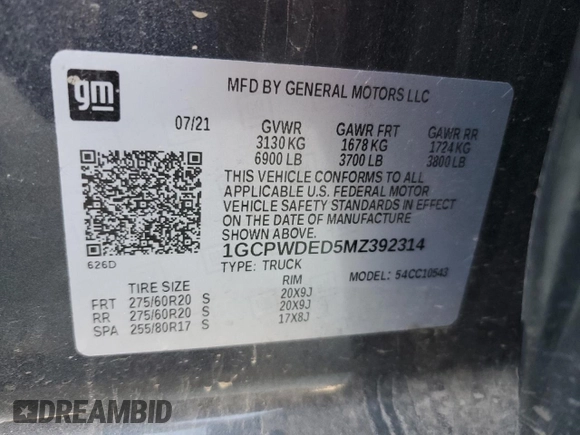 gm
MFD BY GENERAL MOTORS LLC
07/21 GVWR GAWR FRT GAWR RR
3130 KG 1678 KG 1724 KG
6900 LB 3700 LB 3800 LB
THIS VEHICLE CONFORMS TO ALL
APPLICABLE U.S. FEDERAL MOTOR
VEHICLE SAFETY STANDARDS IN EFFECT
ON THE DATE OF MANUFACTURE
SHOWN ABOVE.
1GCPWDED5MZ392314
626D
TYPE: TRUCK MODEL: 54CC10543
TIRE SIZE RIM
FRT 275/60R20 S 20X9J
RR 275/60R20 S 20X9J
SPA 255/80R17 S 17X8J
DREAMBID